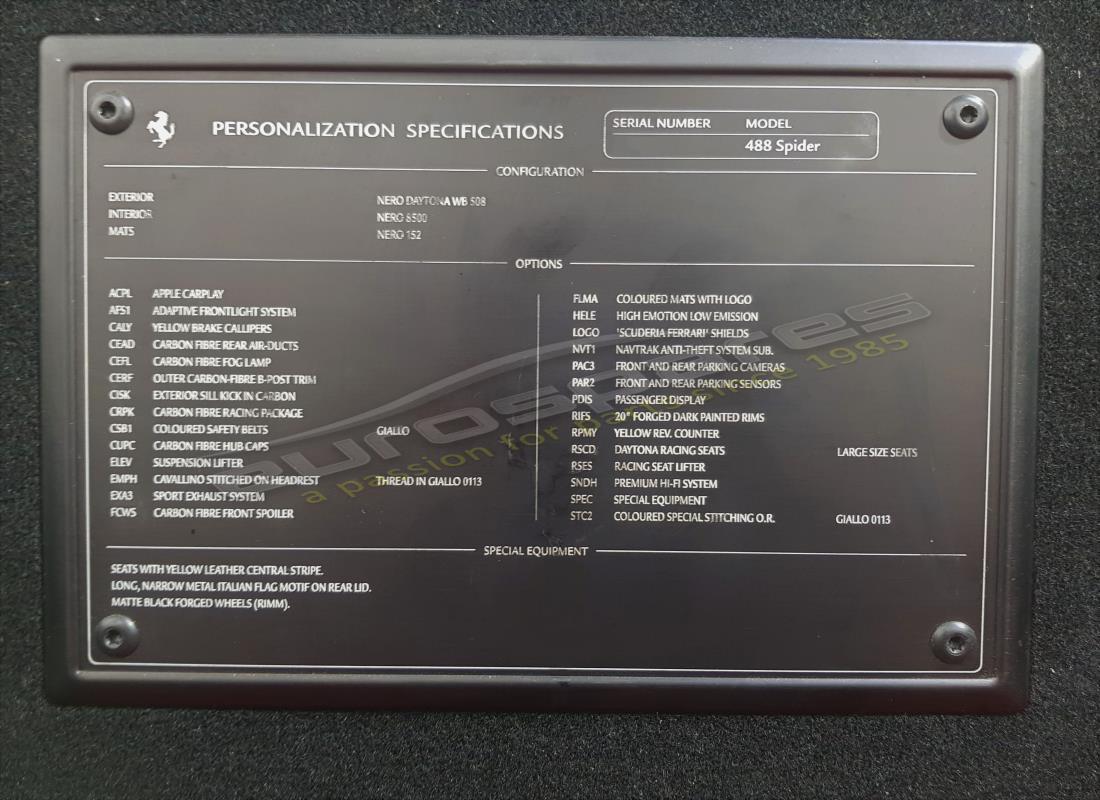 PERSONALIZATION SPECIFICATIONS
SERIAL NUMBER MODEL
488 Spider
CONFIGURATION
EXTERIOR NERO DAYTONA WB 508
INTERIOR NERO 8500
MATS NERO 152
OPTIONS
ACPL APPLE CARPLAY
AFS1 ADAPTIVE FRONTLIGHT SYSTEM
CALY YELLOW BRAKE CALLIPERS
CEAD CARBON FIBRE REAR AIR-DUCTS
CEFL CARBON FIBRE FOG LAMP
CERF OUTER CARBON-FIBRE B-POST TRIM
CISK EXTERIOR SILL KICK IN CARBON
CRPK CARBON FIBRE RACING PACKAGE
CSB1 COLOURED SAFETY BELTS GIALLO
CUPC CARBON FIBRE HUB CAPS
ELEV SUSPENSION LIFTER
EMPH CAVALLINO STITCHED ON HEADREST THREAD IN GIALLO 0113
EXA3 SPORT EXHAUST SYSTEM
FCWS CARBON FIBRE FRONT SPOILER
FLMA COLOURED MATS WITH LOGO
HELE HIGH EMOTION LOW EMISSION
LOGO 'SCUDERIA FERRARI' SHIELDS
NVT1 NAVTRAK ANTI-THEFT SYSTEM SUB.
PAC3 FRONT AND REAR PARKING CAMERAS
PAR2 FRONT AND REAR PARKING SENSORS
PDIS PASSENGER DISPLAY
RIFS 20" FORGED DARK PAINTED RIMS
RPMY YELLOW REV. COUNTER
RSCD DAYTONA RACING SEATS LARGE SIZE SEATS
RSES RACING SEAT LIFTER
SNDH PREMIUM HI-FI SYSTEM
SPEC SPECIAL EQUIPMENT
STC2 COLOURED SPECIAL STITCHING O.R. GIALLO 0113
SPECIAL EQUIPMENT
SEATS WITH YELLOW LEATHER CENTRAL STRIPE.
LONG, NARROW METAL ITALIAN FLAG MOTIF ON REAR LID.
MATTE BLACK FORGED WHEELS (RIMM).
eurospares
a passion for parts since 1985